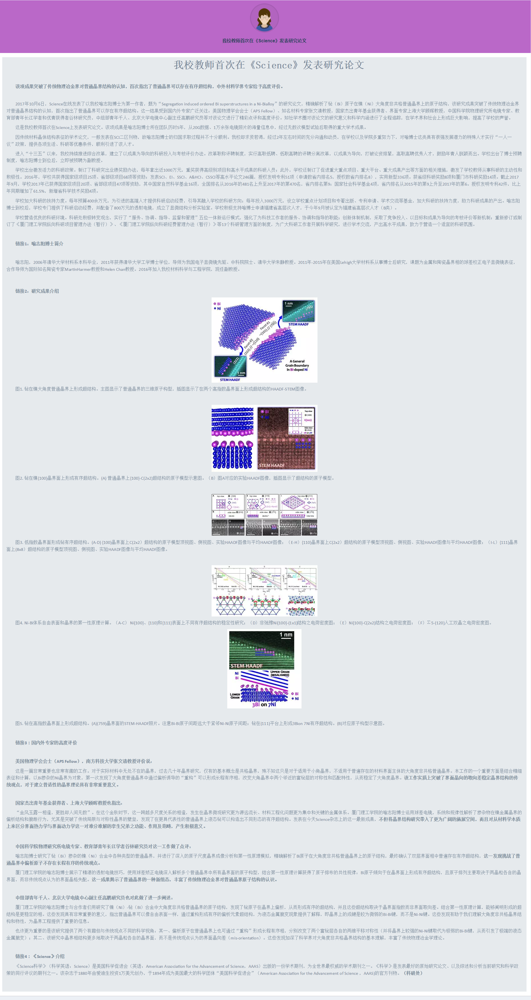 我校教师首次在《Science》发表研究论文
我校教师首次在《Science》发表研究论文
该项成果突破了传统物理冶金界对普通晶界结构的认知，首次指出了普通晶界可以存在有序超结构，中外材料学界专家给予高度评价。
2017年10月6日，Science在线发表了以我校喻志阳博士为第一作者，题为“Segregation induced ordered Bi superstructures in a Ni-Bialloy”的研究论文，精确解析了铋（Bi）原子在镍（Ni）大角度非共格普通晶界上的原子结构，该研究成果突破了传统物理冶金界
对普通晶界结构的认知，首次指出了普通晶界可以存在有序超结构。这一结果受到国内外专家广泛关注：美国物理学会会士（APS Fellow）、知名材料专家张文清教授，国家杰出青年基金获得者、界面专家上海大学顾晖教授，中国科学院物理研究所电镜专家、教
育部青年长江学者和优青获得者谷林研究员，中组部青年千人、北京大学电镜中心副主任高鹏研究员等对该论文进行了精彩点评和高度评价。知社学术圈对该论文的研究意义和科学内涵进行了全程追踪，在学术界和社会上形成巨大影响，提高了学校的声誉。
这是我校教师首次在Science上发表研究论文。该项成果是喻志阳博士所在团队历时5年，从20G数据、1万余张电镜照片的海量信息中，经过无数次模型试验后取得的重大学术成果。
因传统材料晶体结构表征的学术论文，一般发表在SCI二区刊物，故喻志阳博士的归国求职过程并不十分顺利。我校却求贤若渴，经过2年左右时间的充分沟通和动员，在学校以及学院多重努力下，对喻博士这类具有很强发展潜力的特殊人才实行“一人一
议”政策，提供各项生活、科研等优惠条件，顺利引进了该人才。
进入“十三五”以来，我校持续推进综合改革，建立了以成果为导向的科研投入与考核评价办法。改革职称评聘制度，实行高职低聘、低职高聘的评聘分离改革，以成果为导向，打破论资排辈，高职高聘优秀人才，鼓励年青人脱颖而出。学校出台了博士预聘
制度，喻志阳博士到位后，立即被预聘为副教授。
学校出台激发活力的科研政策。制订了科研突出业绩奖励办法，每年拿出近1000万元，重奖获得高级别项目和高水平成果的科研人员；此外，学校还制订了促进重大重点项目、重大平台、重大成果产出等方面的相关措施，激发了学校教师从事科研的主动性和
积极性。2016年，学校共获得国家级项目25项、省部级项目68项等资助；发表SCI、EI、SSCI、A&HCI、CSSCI等高水平论文246篇，授权发明专利51项（申请数省内排名5，授权数省内排名8），实用新型336项。获省级科研奖励8项和厦门市科研奖励14项。截止2017
年9月，学校2017年已获得国家级项目20项、省部级项目47项等资助，其中国家自然科学基金16项，全国排名从2016年的481名上升至2017年的第470名，省内排名第9；国家社会科学基金4项，省内排名从2015年的第9上升至2017年的第6。授权发明专利42件，比上
年同期增加了61.5%，新增省科学技术奖励4项。
学校加大科研的扶持力度。每年预算400余万元，为引进的高端人才提供科研启动经费，引导其融入学校的科研方向；每年投入3000万元，设立学校重点计划项目和专著出版、专利申请、学术交流等基金，加大科研的扶持力度，助力科研成果的产出。喻志阳
博士到校后，学校专门提供了科研启动经费，并配备了800万元的透射电镜，成立了显微结构分析实验室。学校积极支持喻博士申请福建省高层次人才，于今年9月被认定为福建省高层次人才（B类）。
学校营造优良的科研环境。科研处积极转变观念，实行了“服务、协调、指导、监督和管理”五位一体新运行模式，强化了为科技工作者的服务、协调和指导的职能；创新体制机制，采取了竞争投入、以目标和成果为导向的考核评价等新机制；重新修订或制
订了《厦门理工学院纵向科研项目管理办法（暂行）》、《厦门理工学院纵向科研经费管理办法（暂行）》等13个科研管理方面的制度，为广大科研工作者开展科学研究，进行学术交流，产出高水平成果，致力于营造一个适宜的科研氛围。
链接1：喻志阳博士简介
喻志阳，2006年清华大学材料系本科毕业，2011年获得清华大学工学博士学位，导师为我国电子显微镜先驱、中科院院士、清华大学朱静教授。2011年-2015年在美国Lehigh大学材料系从事博士后研究，课题为金属和陶瓷晶界相的球差校正电子显微镜表征，
合作导师为国际知名陶瓷专家MartinHarmer教授和Helen Chan教授。2016年加入我校材料科学与工程学院，现任副教授。
链接2：研究成果介绍
Bi
Ni
1 nm
(795)
STEM HAADF
Facet #1
~(101) // (795)
Facet #2
(322) // ~(110)
(322)
1 nm
STEM HAADF
A General
Grain Boundary
in Bi-doped Ni
图1. 铋在镍大角度普通晶界上形成超结构。主图显示了普通晶界的三维原子构型，插图显示了在两个高指数晶界面上形成超结构的HAADF-STEM图像。
Bi
Ni Bi
Top view
[100]
C(2x2)
Side view
[010]
2Bi on 4Ni
STEM HAADF
图2. 铋在镍{100}晶界面上形成有序超结构。(A) 普通晶界上{100}-C(2x2)超结构的原子模型示意图。（B）图A对应的实验HAADF图像，插图显示了超结构的原子模型。
A top view [100]
Ni Bi
(1x1)
C(2x2)
B side view [010]
2Bi/4Ni
E top view [110]
(1x1)
F side view [111]
I top view [111]
Ni Bi
(1x1)
J side view [110]
图3. 低指数晶界面形成铋有序超结构。(A-D) {100}晶界面上C(2x2）超结构的原子模型顶视图、侧视图、实验HAADF图像与平均HAADF图像；（E-H）{110}晶界面上C(2x2）超结构的原子模型顶视图、侧视图、实验HAADF图像与平均HAADF图像；（I-L）{111}晶界
面上(8x8）超结构的原子模型顶视图、侧视图、实验HAADF图像与平均HAADF图像。
A
B
C
Bare surface
Ni (100) surface Bulk Bi
Ni (110) surface Bulk Bi
Ni (111) surface Bulk Bi
D
E
F
Bi
Ni
图4. Ni-Bi体系自由表面和晶界的第一性原理计算。（A-C） Ni{100}、{110}和{111}表面上不同有序超结构的稳定性研究；（D）非弛豫Ni{100}-(1x1)结构之电荷密度图；（E）Ni{100}-C(2x2)结构之电荷密度图；（F）∑5-(120)人工双晶之电荷密度图。
1 nm
STEM HAADF
Ni
Bi
UPPER GRAIN
(MISALIGNED)
LOWER
GRAIN
Bi
Ni
3Bi on 7Ni
图5. 铋在高指数晶界面上形成超结构。(A)(759)晶界面的STEM-HAADF照片。注意Bi-Bi原子间距远大于紧邻Ni-Ni原子间距；铋在(111)平台上形成3Bion 7Ni有序超结构。(B)对应原子构型示意图。
链接3：国内外专家的高度评价
美国物理学会会士（APS Fellow），南方科技大学张文清教授评价说：
这是一篇非常重要也非常有趣的工作。对于实际材料中无处不在的晶界，过去几十年晶界研究，仅有的基本概念是共格晶界，殊不知这只是对于适用于小角晶界，不适用于普遍存在的材料界面主体的大角度非共格普通晶界。本工作的一个重要方面是结合精细
表征和计算，以Bi掺杂的Ni晶界为对象，第一次发现了大角度普通晶界中通过偏析诱导的“重构”可以形成长程有序相，改变大角晶界中两个邻近的富铋层的对称性和匹配特性，从而稳定了大角度晶界。该工作实质上突破了界面晶向的取向差稳定晶界结构的传
统观点，对于建立普适性的晶界理论具有非常重要意义。
国家杰出青年基金获得者、上海大学顾晖教授也指出：
“金风玉露一相逢，更胜却人间无数”。在这个金秋时节，这一跨越多尺度关系的相逢，发生在晶界微观研究更为源远流长、材料工程化问题更为集中和关键的金属体系。厦门理工学院的喻志阳博士运用球差电镜，系统和规律性解析了掺杂物在镍金属晶界的
偏析结构和脆断行为，尤其是突破了传统局限与对称性晶界的壁垒，发现了在更具代表性的普通晶界上液态铋可以构造出不同形态的有序超结构。发表在今天Science杂志上的这一最新成果，不但将晶界结构研究带入了更为广阔的施展空间，而且对从材料学本质
上来区分界面热力学与界面动力学这一对难分难解的孪生兄弟之功能、作用及范畴，产生积极意义。
中国科学院物理研究所电镜专家、教育部青年长江学者谷林研究员对这一工作做了点评：
喻志阳博士研究了铋（Bi）掺杂的镍（Ni）合金中各种类型的普通晶界，并进行了深入的原子尺度晶界成像分析和第一性原理模拟，精确解析了Bi原子在大角度非共格普通晶界上的原子结构，最终确认了双层界面相中普遍存在有序超结构，这一发现挑战了普
通晶界中偏析原子不存在长程有序的传统观点。
厦门理工学院的喻志阳博士展示了精湛的透射电镜技巧，使用球差矫正电镜深入解析多个普通晶界中所有晶界面的原子构型，结合第一性原理计算获得了原子排布的共性规律：Bi原子倾向于在晶界面上形成有序超结构，且原子排列主要取决于两晶粒各自的晶
界面，而非传统观点认为的界面晶格失配。这一成果揭示了普通晶界的一种新组态，丰富了传统物理冶金界对普通晶界原子结构的认识。
中组部青年千人、北京大学电镜中心副主任高鹏研究员也对此做了进一步阐述：
厦门理工学院的喻志阳博士与合作者们用研究了镍（Ni）-铋（Bi）合金中大角度非共格普通晶界的原子结构，发现了铋原子在晶界上偏析，从而形成有序的超结构，并且这些超结构取决于晶界面指数而非界面取向差。结合第一性原理计算，能够阐明形成的超
结构是更稳定的相。这些发现具有非常重要的意义，指出普通晶界可以像自由表面一样，通过重构形成有序的偏析元素超结构，为液态金属脆变现象提供了解释，即晶界上的成键是较为微弱的Bi-Bi键，而不是Ni-Ni键。这些发现有助于我们理解大角度非共格晶界结
构和物性，为晶界工程提供了重要的信息。
也许更为重要的是该研究提供了两个有趣但与传统观点不同的科学视角：其一、偏析原子在普通晶界上也可通过“重构”形成长程有序相，分别改变了两个富铋层各自的两维平移对称性（并将晶界上较强的Ni-Ni键取代为极弱的Bi-Bi键，从而引发了极端的液态
金属脆变）；其二、该研究中晶界相结构更多地取决于两晶粒各自的晶界面，而不是传统观点认为的界面晶向差（mis-orientation）。这些发现加深了科学界对大角度非共格晶界结构的基本理解，丰富了传统物理冶金学理论。
链接4：《Science》介绍
《Science科学》（科学英语：Science）是美国科学促进会（英语：American Association for the Advancement of Science，AAAS）出版的一份学术期刊，为全世界最权威的学术期刊之一。《科学》是发表最好的原始研究论文、以及综述和分析当前研究和科学政
策的同行评议的期刊之一。该杂志于1880年由爱迪生投资1万美元创办，于1894年成为美国最大的科学团体“美国科学促进会”（American Association for the Advancement of Science ，AAAS)的官方刊物。（科研处）